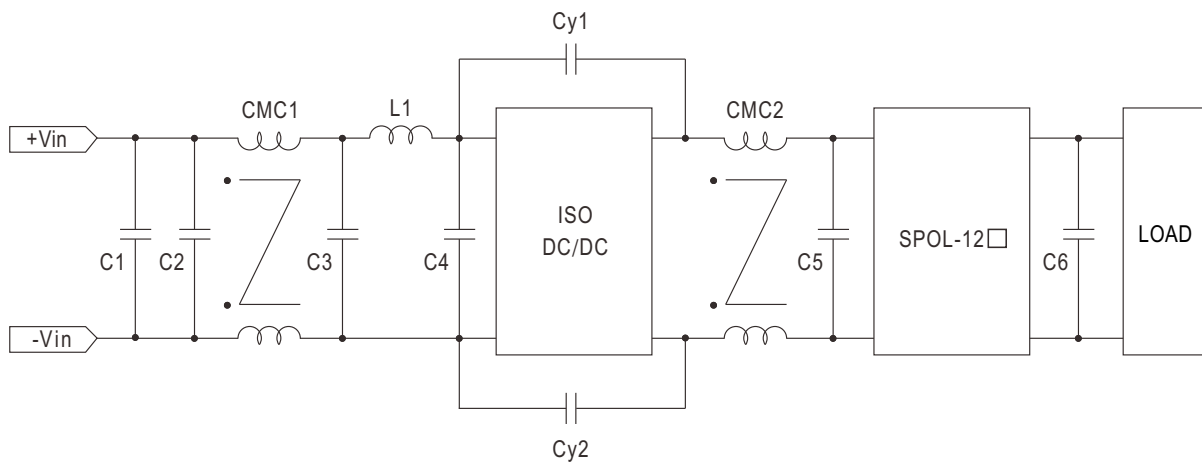 Cy1
CMC1
L1
CMC2
+Vin
ISO
DC/DC
SPOL-12□
LOAD
C1
C2
C3
C4
C5
C6
-Vin
Cy2